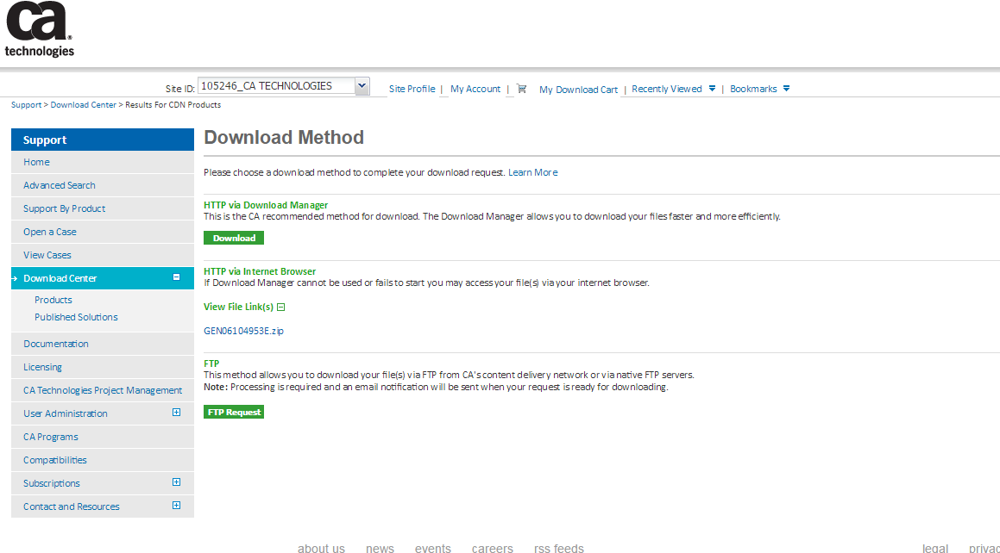 ca
technologies
Site ID: 105246_CA TECHNOLOGIES Site Profile | My Account | My Download Cart | Recently Viewed | Bookmarks
Support > Download Center > Results For CDN Products
Support
Home
Advanced Search
Support By Product
Open a Case
View Cases
Download Center
Products
Published Solutions
Documentation
Licensing
CA Technologies Project Management
User Administration
CA Programs
Compatibilities
Subscriptions
Contact and Resources
Download Method
Please choose a download method to complete your download request. Learn More
HTTP via Download Manager
This is the CA recommended method for download. The Download Manager allows you to download your files faster and more efficiently.
Download
HTTP via Internet Browser
If Download Manager cannot be used or fails to start you may access your file(s) via your internet browser.
View File Link(s)
GEN06104953E.zip
FTP
This method allows you to download your file(s) via FTP from CA's content delivery network or via native FTP servers.
Note: Processing is required and an email notification will be sent when your request is ready for downloading.
FTP Request
about us news events careers rss feeds legal privac